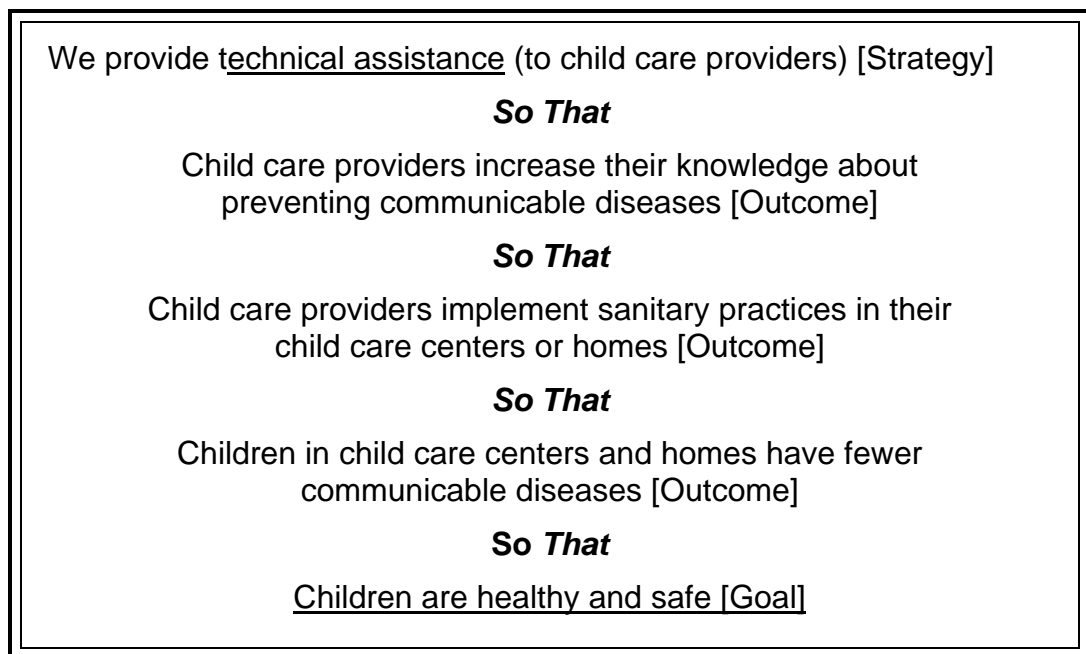 We provide technical assistance (to child care providers) [Strategy]
So That
Child care providers increase their knowledge about
preventing communicable diseases [Outcome]
So That
Child care providers implement sanitary practices in their
child care centers or homes [Outcome]
So That
Children in child care centers and homes have fewer
communicable diseases [Outcome]
So That
Children are healthy and safe [Goal]